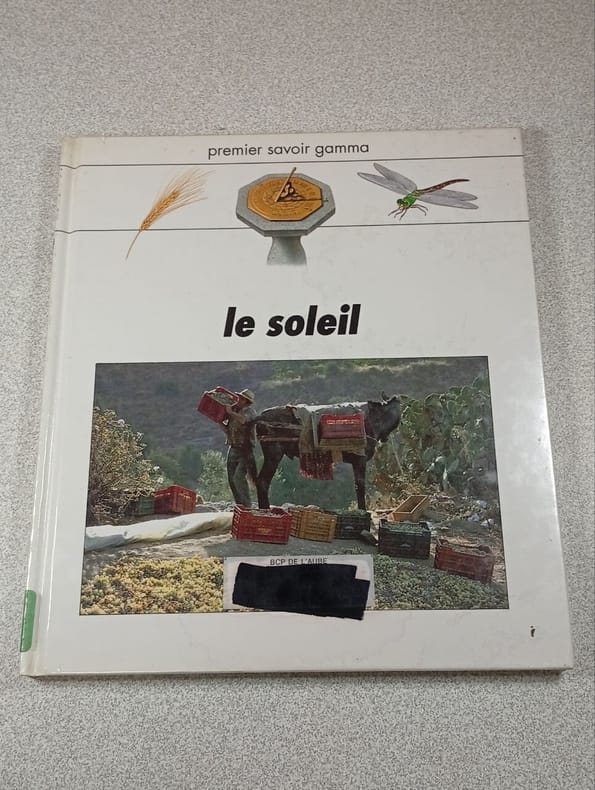 premier savoir gamma
le soleil
BCP DE L'AUBE